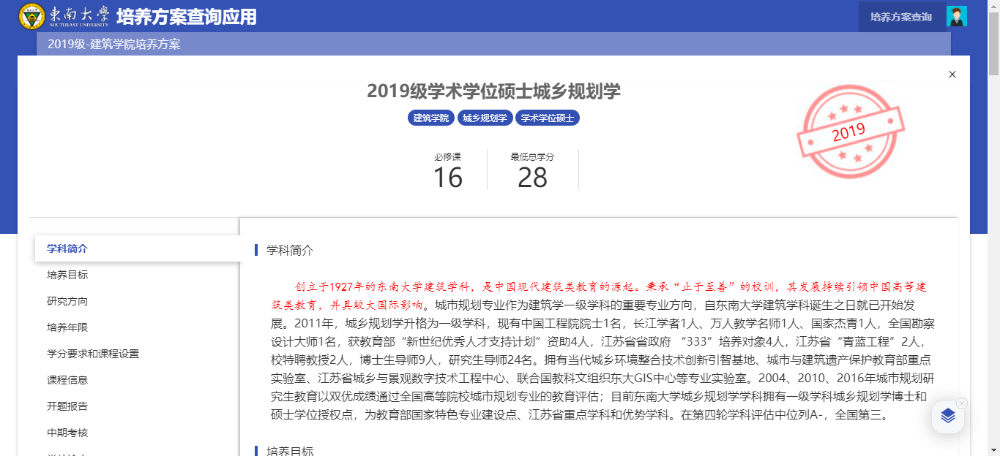 东南大学
SOUTHEAST UNIVERSITY
培养方案查询应用
培养方案查询
2019级-建筑学院培养方案
2019级学术学位硕士城乡规划学
建筑学院 城乡规划学 学术学位硕士
必修课 最低总学分
16 28
2019
学科简介
培养目标
研究方向
培养年限
学分要求和课程设置
课程信息
开题报告
中期考核
学科简介
创立于1927年的东南大学建筑学科，是中国现代建筑类教育的源起。秉承“止于至善”的校训，其发展持续引领中国高等建
筑类教育，并具较大国际影响。城市规划专业作为建筑学一级学科的重要专业方向，自东南大学建筑学科诞生之日就已开始发
展。2011年，城乡规划学升格为一级学科，现有中国工程院院士1名，长江学者1人、万人教学名师1人、国家杰青1人，全国勘察
设计大师1名，获教育部“新世纪优秀人才支持计划”资助4人，江苏省省政府 “333”培养对象4人，江苏省“青蓝工程”2人，
校特聘教授2人，博士生导师9人，研究生导师24名。拥有当代城乡环境整合技术创新引智基地、城市与建筑遗产保护教育部重点
实验室、江苏省城乡与景观数字技术工程中心、联合国教科文组织东大GIS中心等专业实验室。2004、2010、2016年城市规划研
究生教育以双优成绩通过全国高等院校城市规划专业的教育评估；目前东南大学城乡规划学学科拥有一级学科城乡规划学博士和
硕士学位授权点，为教育部国家特色专业建设点、江苏省重点学科和优势学科。在第四轮学科评估中位列A-，全国第三。
培养目标